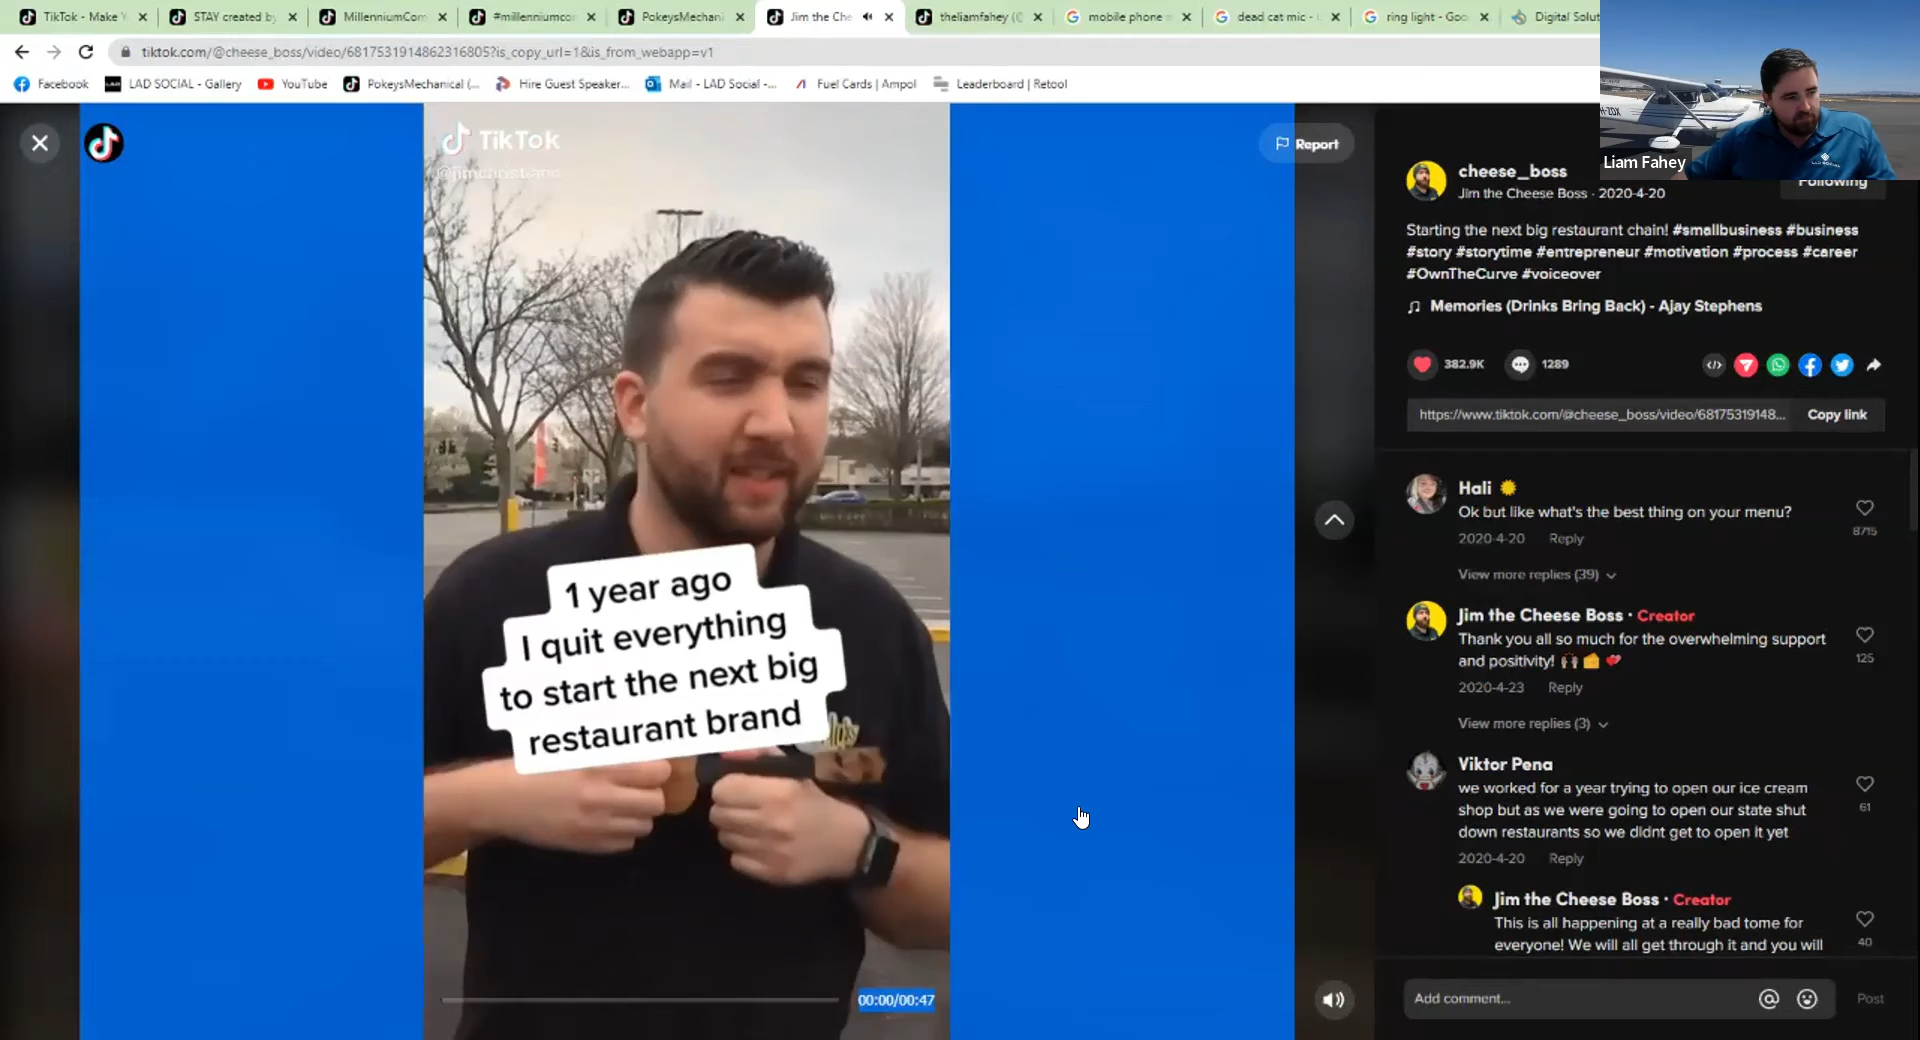 TikTok - Make Y
STAY created by
MillenniumCom
#millenniumcon
PokeysMechani
Jim the Che
theliamfahey (@
mobile phone
dead cat mic -
ring light - Goo
Digital Solut
tiktok.com/@cheese_boss/video/6817531914862316805?is_copy_url=1&is_from_webapp=v1
Facebook
LAD SOCIAL - Gallery
YouTube
PokeysMechanical (...
Hire Guest Speaker...
Mail - LAD Social -...
Fuel Cards | Ampol
Leaderboard | Retool
Liam Fahey
TikTok
@jimchristiano
Report
1 year ago
I quit everything
to start the next big
restaurant brand
00:00/00:47
cheese_boss
Jim the Cheese Boss · 2020-4-20
Following
Starting the next big restaurant chain! #smallbusiness #business
#story #storytime #entrepreneur #motivation #process #career
#OwnTheCurve #voiceover
Memories (Drinks Bring Back) - Ajay Stephens
382.9K
1289
https://www.tiktok.com/@cheese_boss/video/68175319148...
Copy link
Hali
Ok but like what's the best thing on your menu?
8715
2020-4-20 Reply
View more replies (39)
Jim the Cheese Boss · Creator
Thank you all so much for the overwhelming support
and positivity! 🙌 🧀 💕
125
2020-4-23 Reply
View more replies (3)
Viktor Pena
we worked for a year trying to open our ice cream
shop but as we were going to open our state shut
down restaurants so we didnt get to open it yet
61
2020-4-20 Reply
Jim the Cheese Boss · Creator
This is all happening at a really bad tome for
everyone! We will all get through it and you will
40
Add comment...
Post